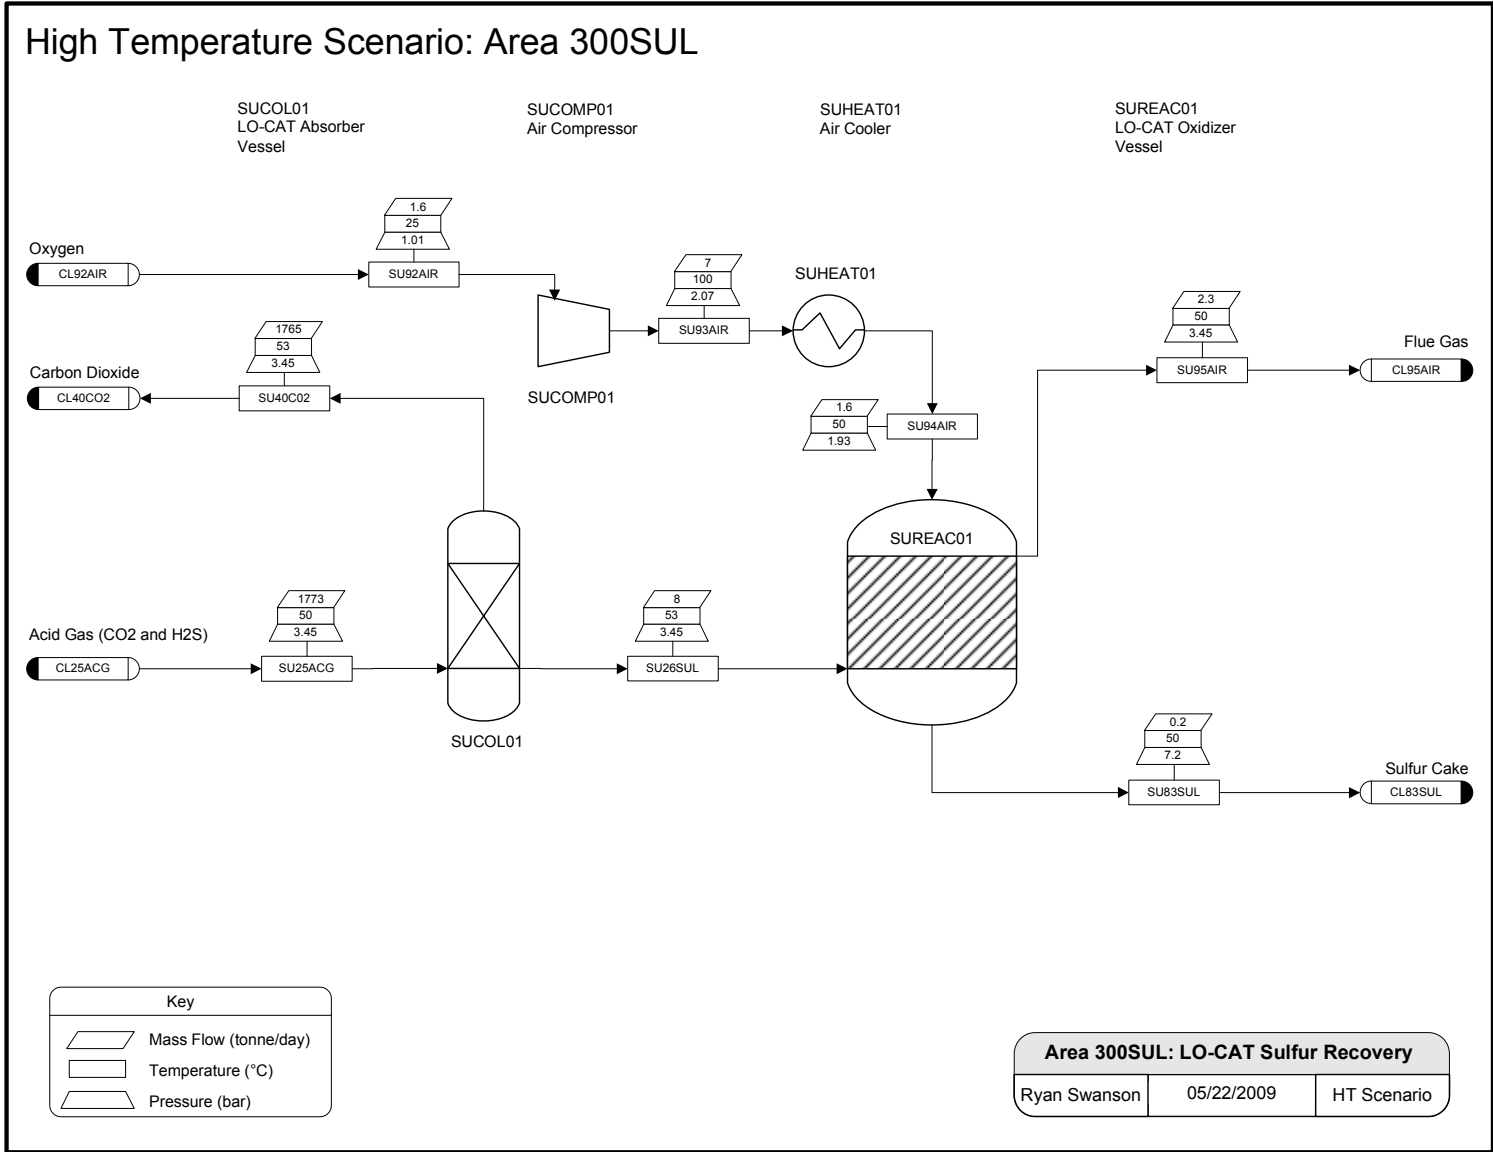 High Temperature Scenario: Area 300SUL
SUCOL01
LO-CAT Absorber
Vessel
SUCOMP01
Air Compressor
SUHEAT01
Air Cooler
SUREAC01
LO-CAT Oxidizer
Vessel
1.6
25
1.01
Oxygen
CL92AIR
SU92AIR
7
100
2.07
SU93AIR
SUHEAT01
2.3
50
3.45
SU95AIR
Flue Gas
CL95AIR
1765
53
3.45
Carbon Dioxide
CL40CO2
SU40C02
SUCOMP01
1.6
50
1.93
SU94AIR
SUREAC01
1773
50
3.45
Acid Gas (CO2 and H2S)
CL25ACG
SU25ACG
8
53
3.45
SU26SUL
SUCOL01
0.2
50
7.2
SU83SUL
Sulfur Cake
CL83SUL
Key
Mass Flow (tonne/day)
Temperature (°C)
Pressure (bar)
Area 300SUL: LO-CAT Sulfur Recovery
Ryan Swanson
05/22/2009
HT Scenario